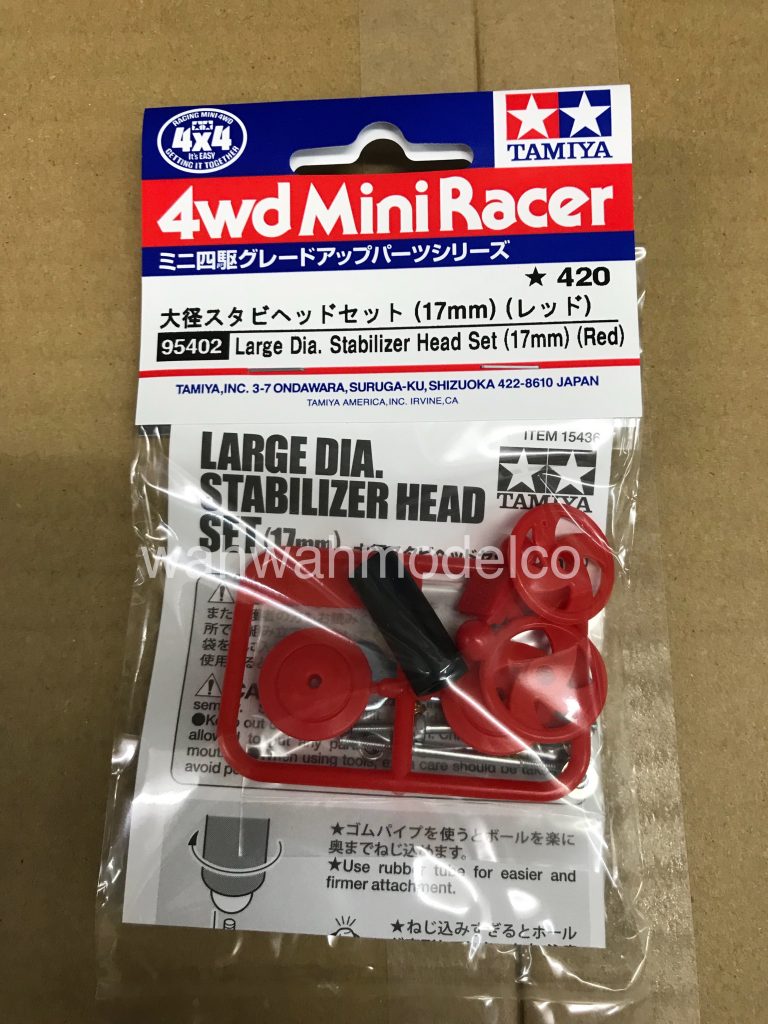 RACING MINI 4WD
4x4
It's EASY
GETTING IT TOGETHER
TAMIYA
4wd Mini Racer
ミニ四駆グレードアップパーツシリーズ
★ 420
大径スタビヘッドセット (17mm) (レッド)
95402 Large Dia. Stabilizer Head Set (17mm) (Red)
TAMIYA,INC. 3-7 ONDAWARA, SURUGA-KU, SHIZUOKA 422-8610 JAPAN
TAMIYA AMERICA,INC. IRVINE,CA
ITEM 15436
LARGE DIA.
STABILIZER HEAD
SET (17mm)
TAMIYA
wahwahmodelco
★ゴムパイプを使うとボールを楽に
奥までねじ込めます。
★Use rubber tube for easier and
firmer attachment.
★ねじ込みすぎるとボール